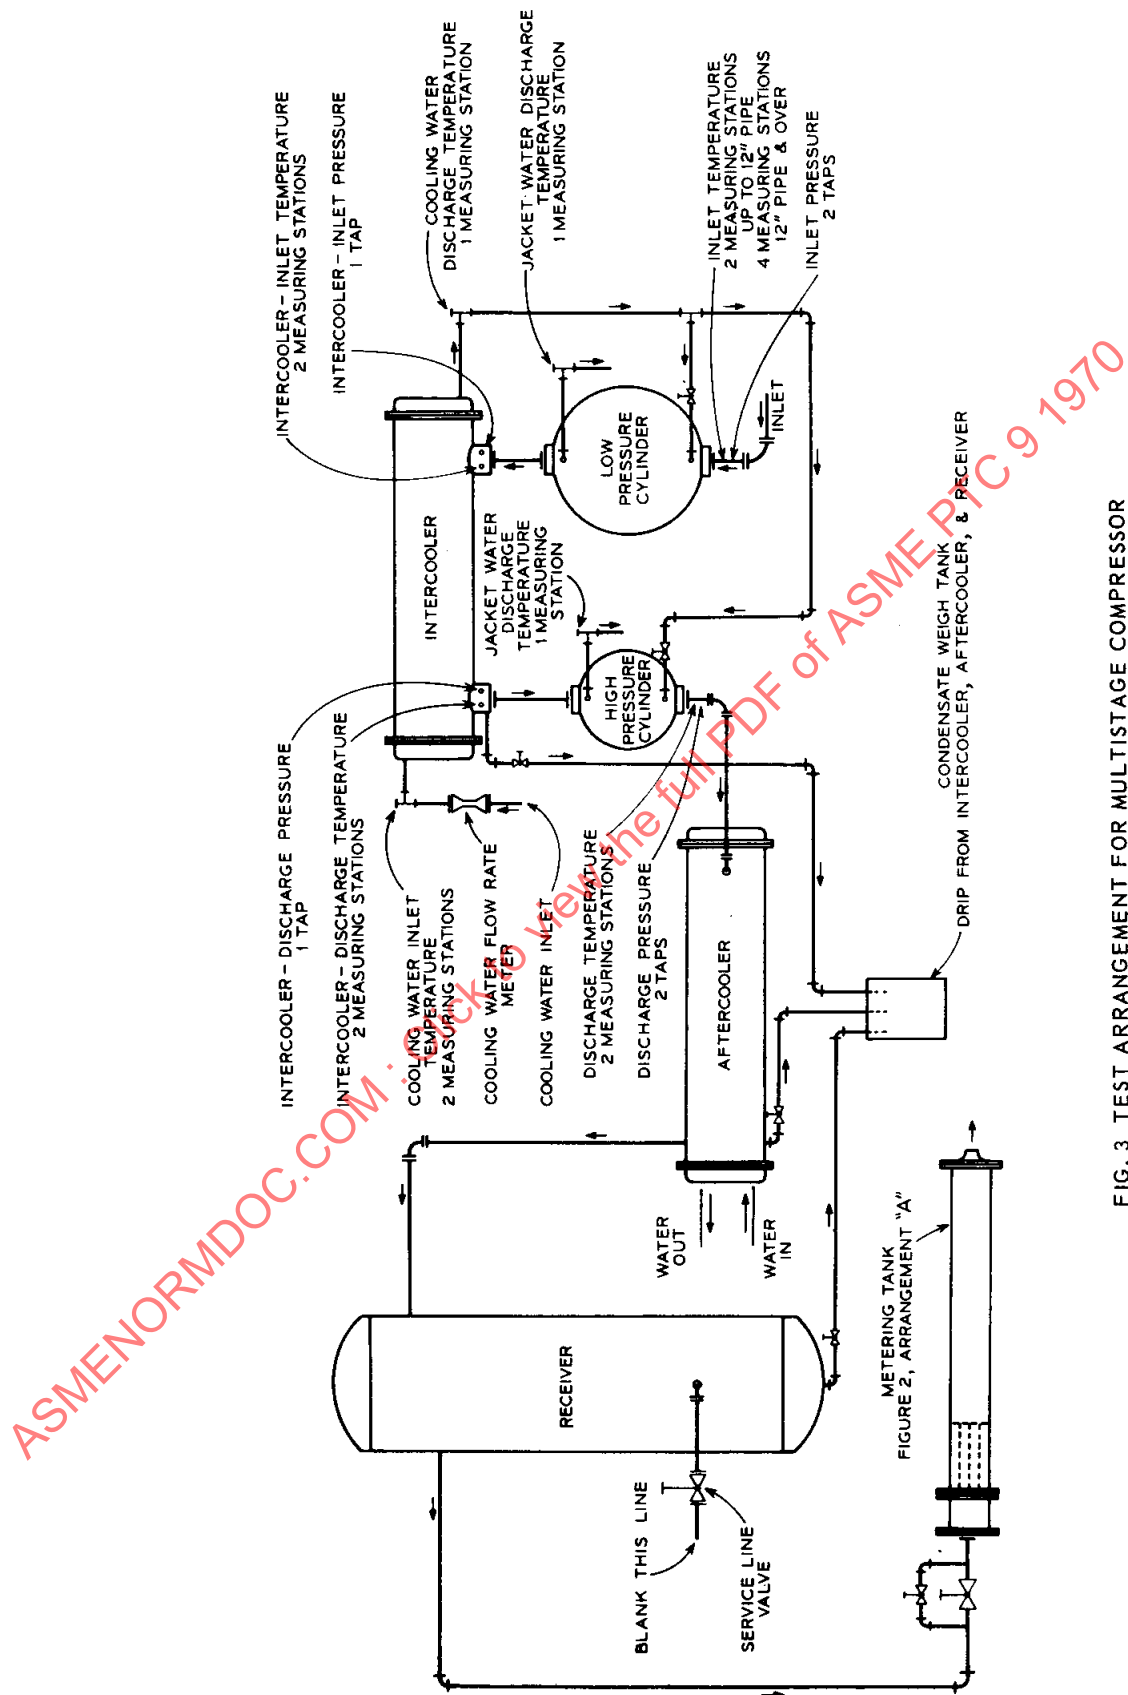 INTERCOOLER - DISCHARGE PRESSURE
1 TAP
INTERCOOLER - DISCHARGE TEMPERATURE
2 MEASURING STATIONS
COOLING WATER INLET
TEMPERATURE
2 MEASURING STATIONS
COOLING WATER FLOW RATE
METER
COOLING WATER INLET
INTERCOOLER - INLET TEMPERATURE
2 MEASURING STATIONS
INTERCOOLER - INLET PRESSURE
1 TAP
COOLING WATER
DISCHARGE TEMPERATURE
1 MEASURING STATION
JACKET WATER DISCHARGE
TEMPERATURE
1 MEASURING STATION
INTERCOOLER
JACKET WATER
DISCHARGE
TEMPERATURE
1 MEASURING
STATION
LOW
PRESSURE
CYLINDER
HIGH
PRESSURE
CYLINDER
INLET TEMPERATURE
2 MEASURING STATIONS
UP TO 12" PIPE
4 MEASURING STATIONS
12" PIPE & OVER
INLET PRESSURE
2 TAPS
INLET
DISCHARGE TEMPERATURE
2 MEASURING STATIONS
DISCHARGE PRESSURE
2 TAPS
AFTERCOOLER
WATER
OUT
WATER
IN
CONDENSATE WEIGH TANK
DRIP FROM INTERCOOLER, AFTERCOOLER, & RECEIVER
RECEIVER
BLANK THIS LINE
SERVICE LINE
VALVE
METERING TANK
FIGURE 2, ARRANGEMENT "A"
FIG. 3 TEST ARRANGEMENT FOR MULTISTAGE COMPRESSOR
ASMENORMDOC.COM : Click to view the full PDF of ASME PTC 9 1970